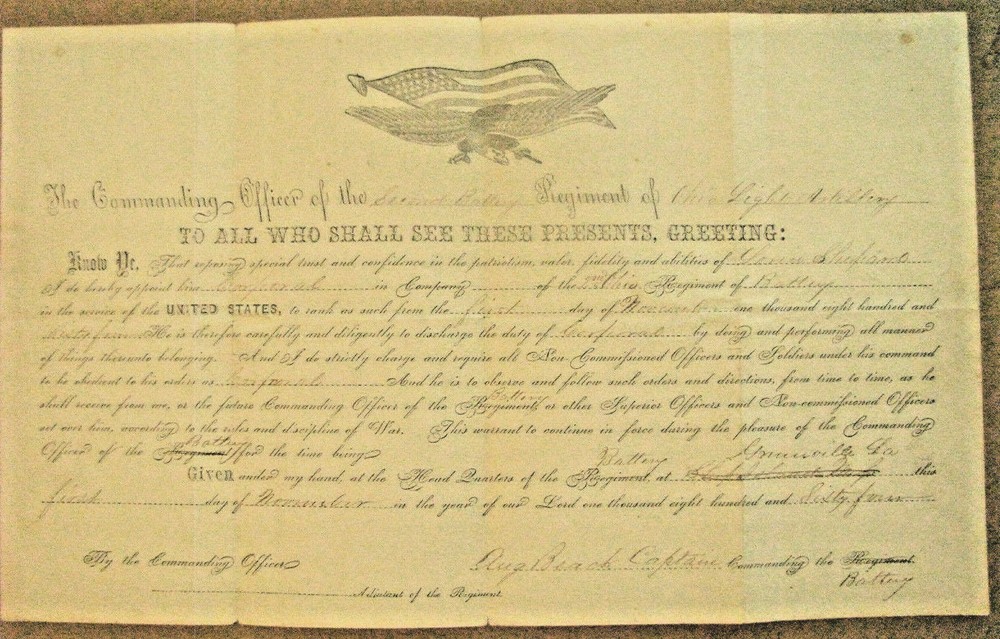 The Commanding Officer of the Second Battery Regiment of Ohio Light Artillery
TO ALL WHO SHALL SEE THESE PRESENTS, GREETING:
Know Ye, That reposing special trust and confidence in the patriotism, valor, fidelity and abilities of
I do hereby appoint him Corporal in Company of the Regiment of Battery
in the service of the UNITED STATES, to rank as such from the first day of November one thousand eight hundred and
sixty four He is therefore carefully and diligently to discharge the duty of Corporal by doing and performing all manner
of things thereunto belonging. And I do strictly charge and require all Non-Commissioned Officers and Soldiers under his command
to be obedient to his orders as Corporal And he is to observe and follow such orders and directions, from time to time, as he
Battery
shall receive from me, or the future Commanding Officer of the Regiment, or other Superior Officers and Non-commissioned Officers
set over him, according to the rules and discipline of War. This warrant to continue in force during the pleasure of the Commanding
Battery
Officer of the Regiment for the time being
Battery La
Given under my hand, at the Head Quarters of the Regiment, at this
first day of November in the year of our Lord one thousand eight hundred and Sixty four
By the Commanding Officer
Aug Beach Captain Commanding the Regiment.
Battery
Adjutant of the Regiment.